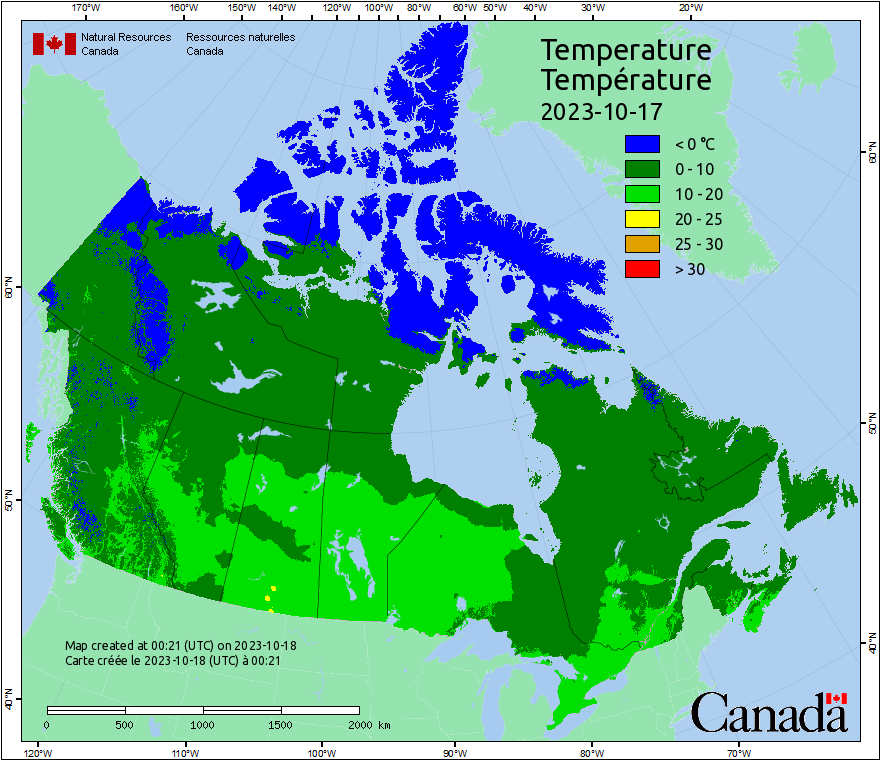 170°W 160°W 150°W 140°W 120°W 100°W 80°W 60°W 50°W 40°W 30°W 20°W
Natural Resources Ressources naturelles
Canada Canada
Temperature
Température
2023-10-17
< 0 °C
0 - 10
10 - 20
20 - 25
25 - 30
> 30
60°N 60°N
50°N 50°N
40°N 40°N
Map created at 00:21 (UTC) on 2023-10-18
Carte créée le 2023-10-18 (UTC) à 00:21
0 500 1000 1500 2000 km
Canada
120°W 110°W 100°W 90°W 80°W 70°W